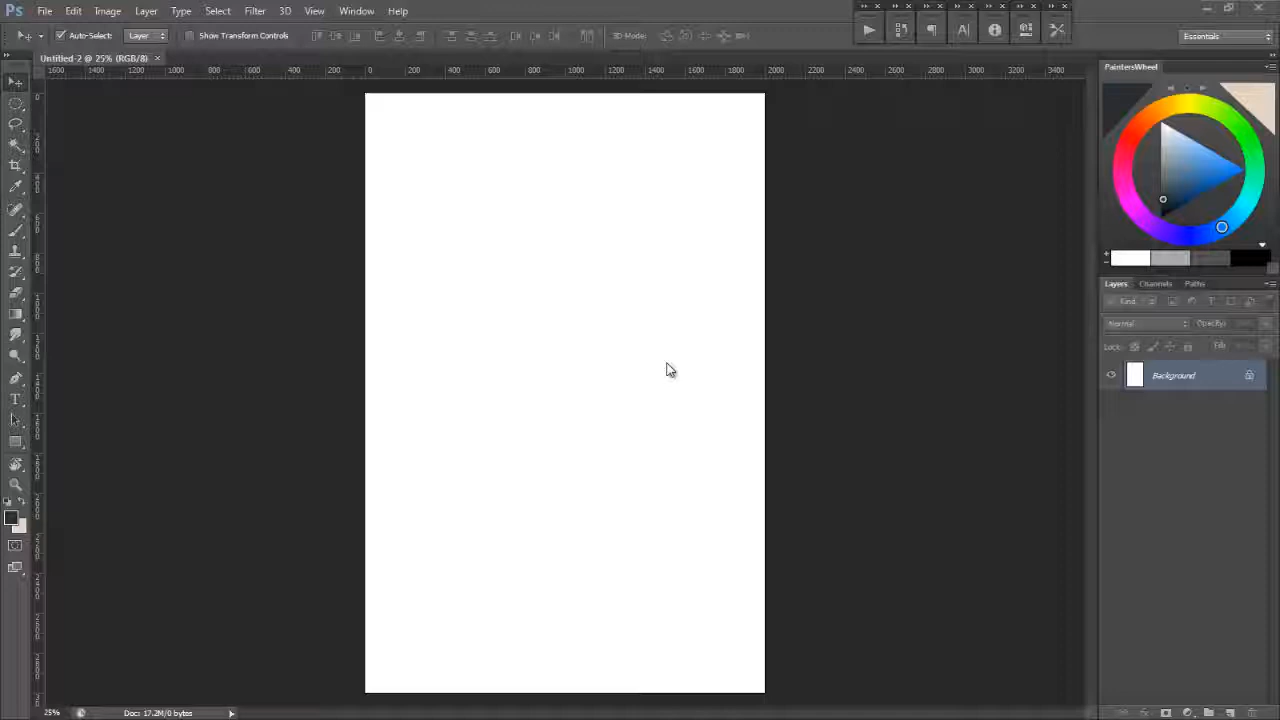 Ps File Edit Image Layer Type Select Filter 3D View Window Help
Auto-Select: Layer Show Transform Controls 3D-Mode: Essentials
Untitled-2 @ 25% (RGB/8) ×
1600 1400 1200 1000 800 600 400 200 0 200 400 600 800 1000 1200 1400 1600 1800 2000 2200 2400 2600 2800 3000 3200 3400
PaintersWheel
Layers Channels Paths
Kind
Normal Opacity:
Lock: Fill:
Background
25% Doc: 17.2M/0 bytes